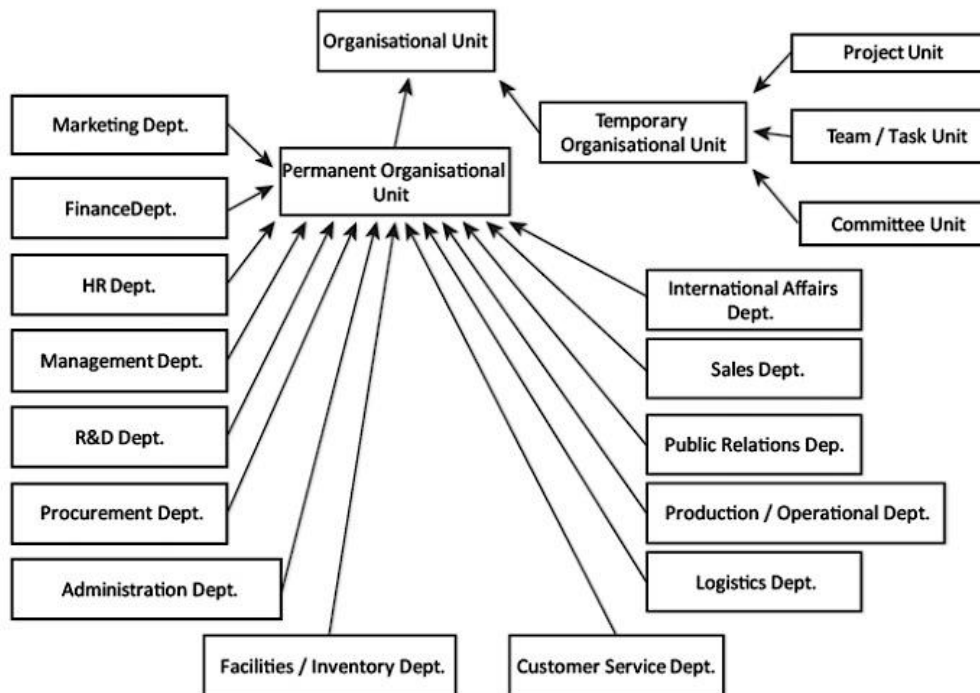 Organisational Unit
Project Unit
Marketing Dept.
Temporary
Organisational Unit
Team / Task Unit
Permanent Organisational
Unit
FinanceDept.
Committee Unit
HR Dept.
International Affairs
Dept.
Management Dept.
Sales Dept.
R&D Dept.
Public Relations Dep.
Procurement Dept.
Production / Operational Dept.
Administration Dept.
Logistics Dept.
Facilities / Inventory Dept.
Customer Service Dept.